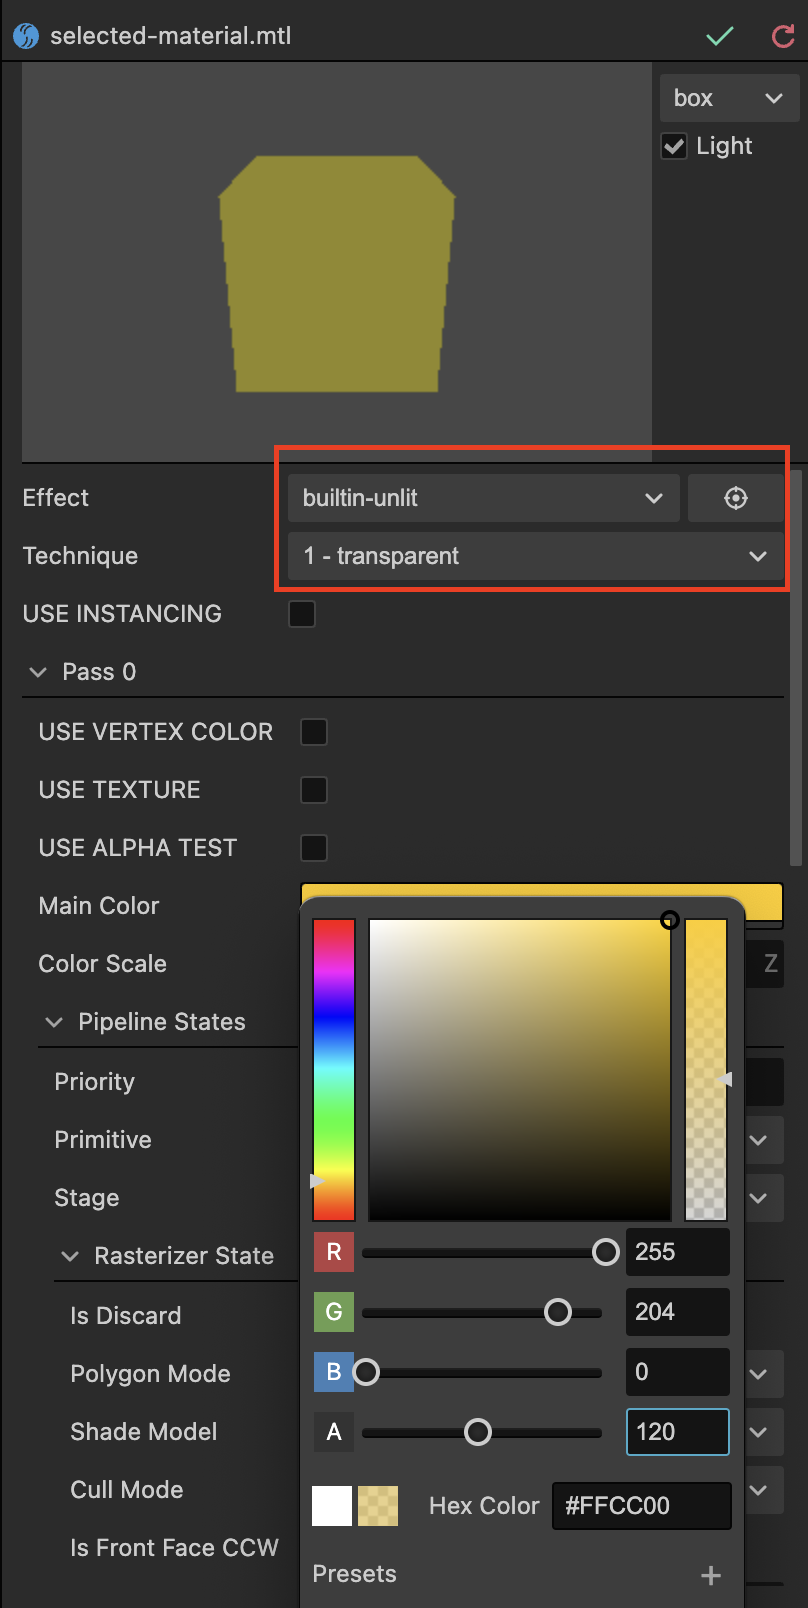 selected-material.mtl
box
Light
Effect
builtin-unlit
Technique
1 - transparent
USE INSTANCING
Pass 0
USE VERTEX COLOR
USE TEXTURE
USE ALPHA TEST
Main Color
Color Scale
Z
Pipeline States
Priority
Primitive
Stage
Rasterizer State
R 255
Is Discard
G 204
Polygon Mode
B 0
Shade Model
A 120
Cull Mode
Hex Color #FFCC00
Is Front Face CCW
Presets